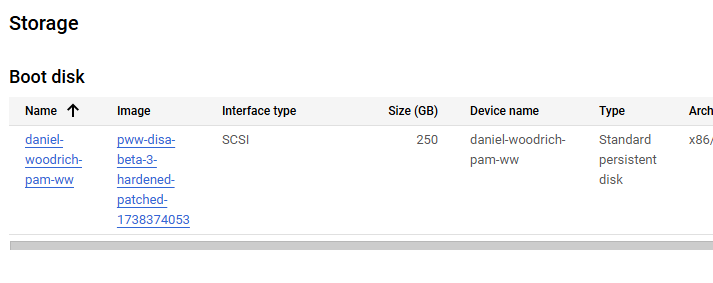 Storage
Boot disk
Name Image Interface type Size (GB) Device name Type Arch
daniel- pww-disa- SCSI 250 daniel-woodrich- Standard x86/
woodrich- beta-3- pam-ww persistent
pam-ww hardened- disk
patched-
1738374053